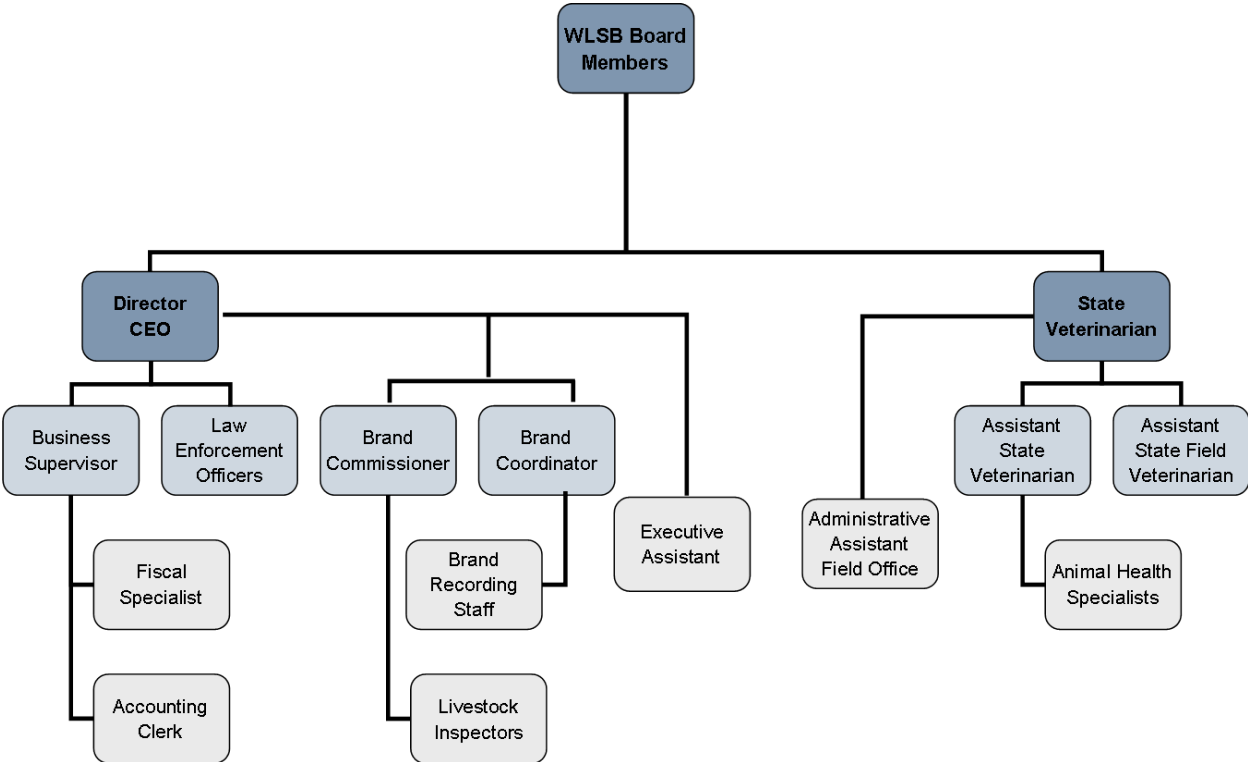 WLSB Board
Members
Director
CEO
State
Veterinarian
Business
Supervisor
Law
Enforcement
Officers
Brand
Commissioner
Brand
Coordinator
Assistant
State
Veterinarian
Assistant
State Field
Veterinarian
Executive
Assistant
Administrative
Assistant
Field Office
Fiscal
Specialist
Brand
Recording
Staff
Animal Health
Specialists
Accounting
Clerk
Livestock
Inspectors